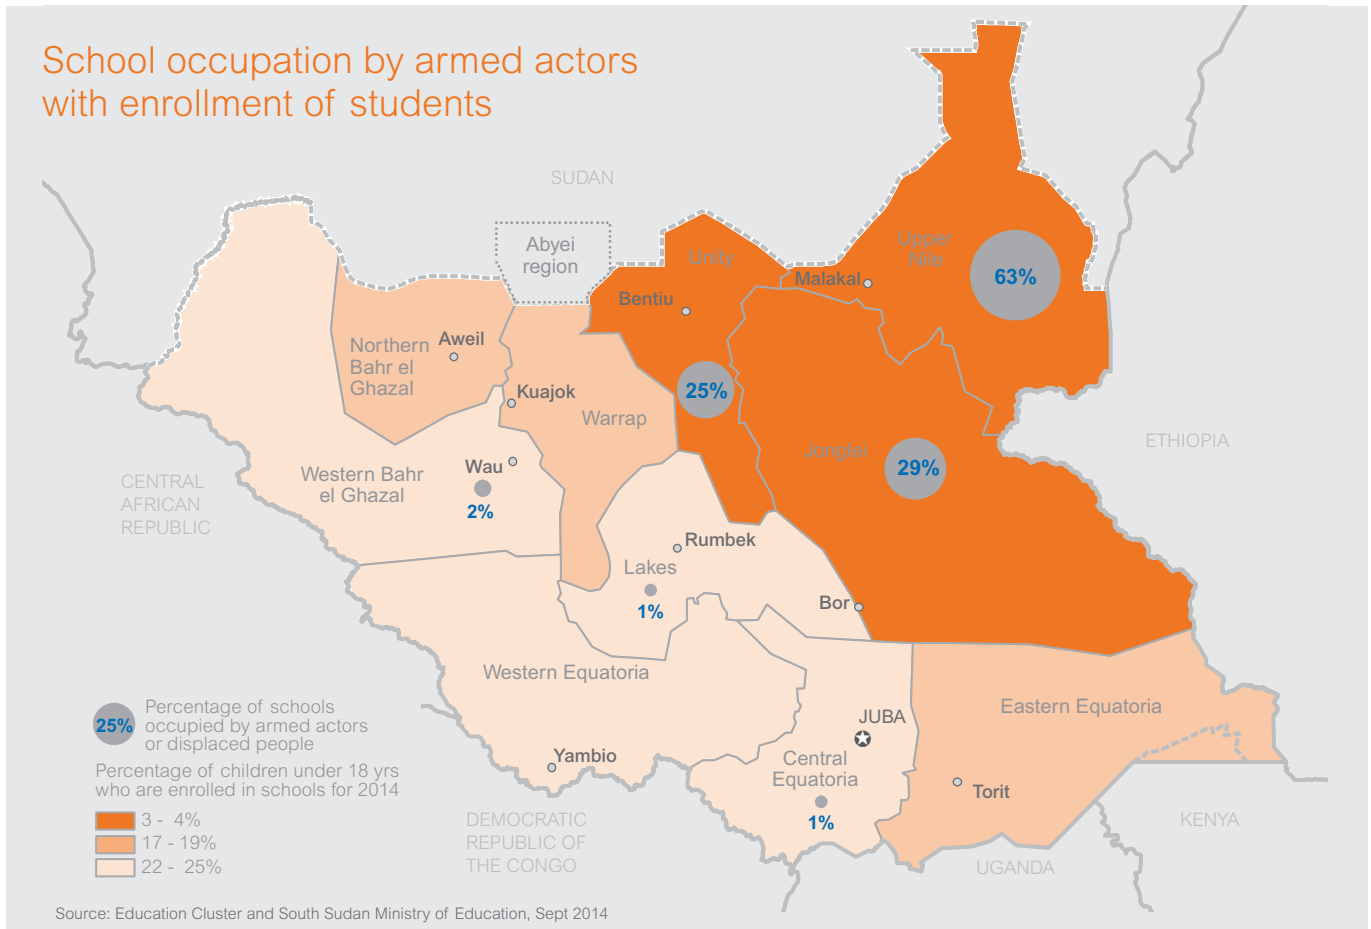 School occupation by armed actors
with enrollment of students
SUDAN
Abyei
region
Upper
Nile
Unity
Malakal
63%
Bentiu
Northern
Bahr el
Ghazal
Aweil
Kuajok
25%
Warrap
Jonglei
29%
ETHIOPIA
CENTRAL
AFRICAN
REPUBLIC
Western Bahr
el Ghazal
Wau
2%
Rumbek
Lakes
1%
Bor
Western Equatoria
Eastern Equatoria
JUBA
Central
Equatoria
1%
Yambio
Torit
DEMOCRATIC
REPUBLIC OF
THE CONGO
KENYA
UGANDA
25%
Percentage of schools
occupied by armed actors
or displaced people
Percentage of children under 18 yrs
who are enrolled in schools for 2014
3 - 4%
17 - 19%
22 - 25%
Source: Education Cluster and South Sudan Ministry of Education, Sept 2014